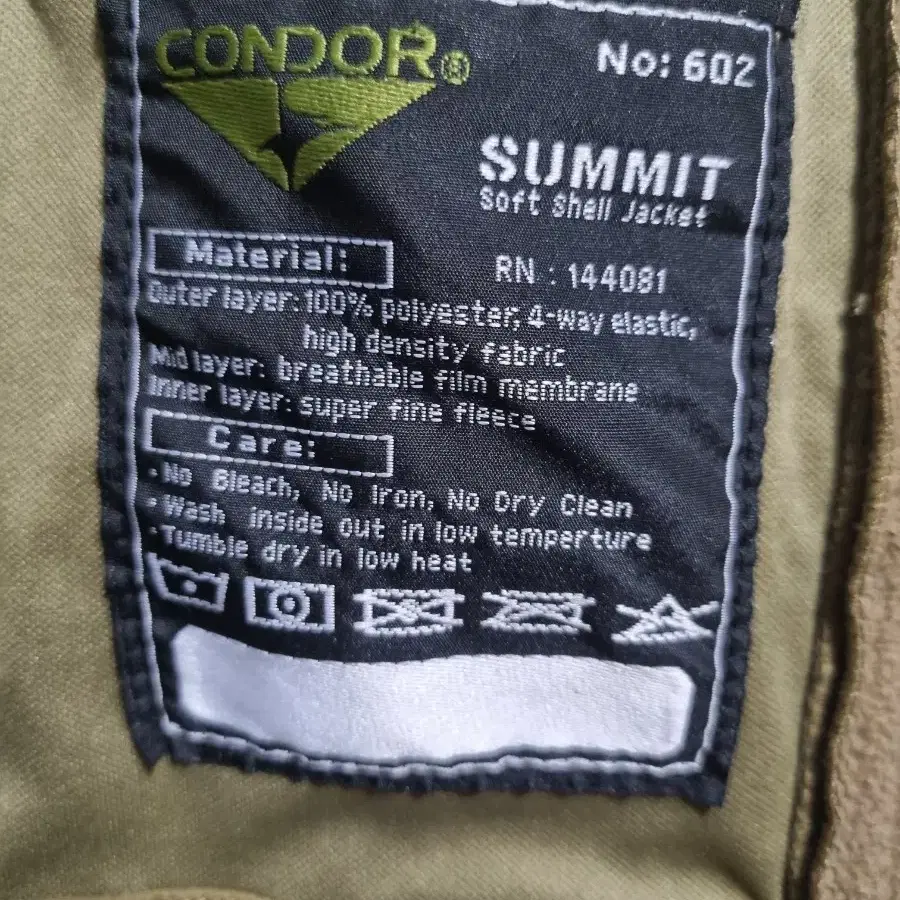 CONDOR®
No: 602
SUMMIT
Soft Shell Jacket
Material:
RN : 144081
Outer layer:100% polyester, 4-way elastic,
high density fabric
Mid layer: breathable film membrane
Inner layer: super fine fleece
Care:
• No Bleach, No Iron, No Dry Clean
• Wash inside out in low temperture
• Tumble dry in low heat